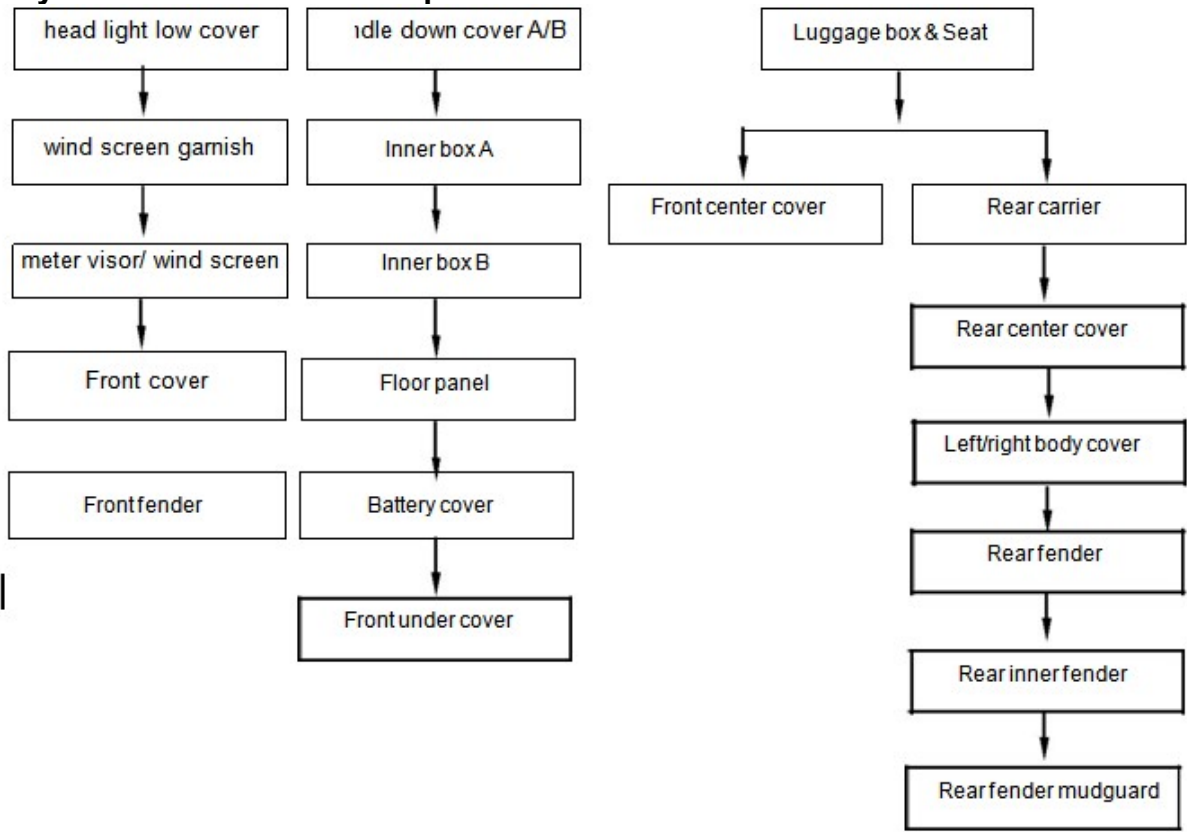 head light low cover
wind screen garnish
meter visor/ wind screen
Front cover
Front fender
down cover A/B
Inner box A
Inner box B
Floor panel
Battery cover
Front under cover
Luggage box & Seat
Front center cover
Rear carrier
Rear center cover
Left/right body cover
Rear fender
Rear inner fender
Rear fender mudguard